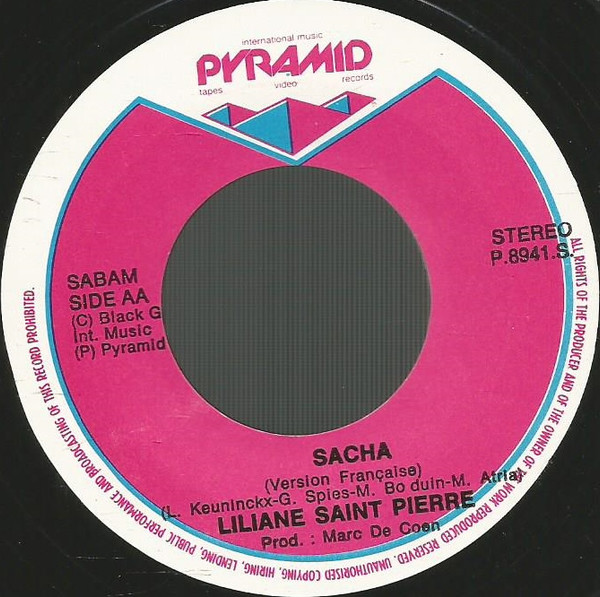 international music
PYRAMID
tapes video records
STEREO
P.8941.S.
SABAM
SIDE AA
(C) Black G
Int. Music
(P) Pyramid
SACHA
(Version Française)
(L. Keuninckx-G. Spies-M. Bo duin-M. Atria)
LILIANE SAINT PIERRE
Prod. : Marc De Coen
ALL RIGHTS OF THE PRODUCER AND OF THE OWNER OF THE WORK REPRODUCED RESERVED. UNAUTHORISED COPYING, HIRING, LENDING, PUBLIC PERFORMANCE AND BROADCASTING OF THIS RECORD PROHIBITED.